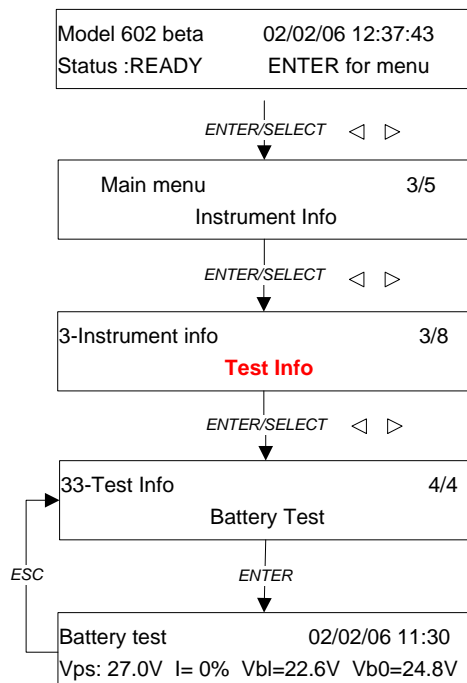 Model 602 beta 02/02/06 12:37:43
Status :READY ENTER for menu
ENTER/SELECT
Main menu 3/5
Instrument Info
ENTER/SELECT
3-Instrument info 3/8
Test Info
ENTER/SELECT
33-Test Info 4/4
Battery Test
ESC
ENTER
Battery test 02/02/06 11:30
Vps: 27.0V I= 0% Vbl=22.6V Vb0=24.8V